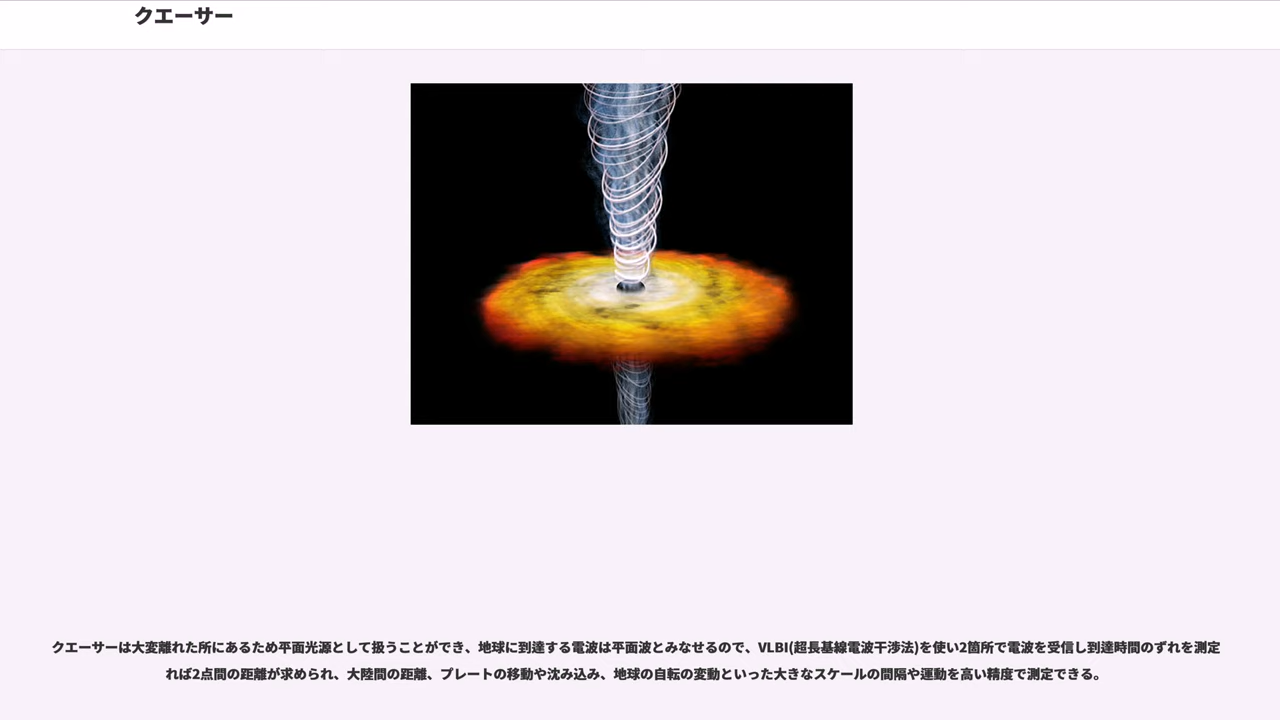 クエーサー
クエーサーは大変離れた所にあるため平面光源として扱うことができ、地球に到達する電波は平面波とみなせるので、VLBI(超長基線電波干渉法)を使い2箇所で電波を受信し到達時間のずれを測定
れば2点間の距離が求められ、大陸間の距離、プレートの移動や沈み込み、地球の自転の変動といった大きなスケールの間隔や運動を高い精度で測定できる。